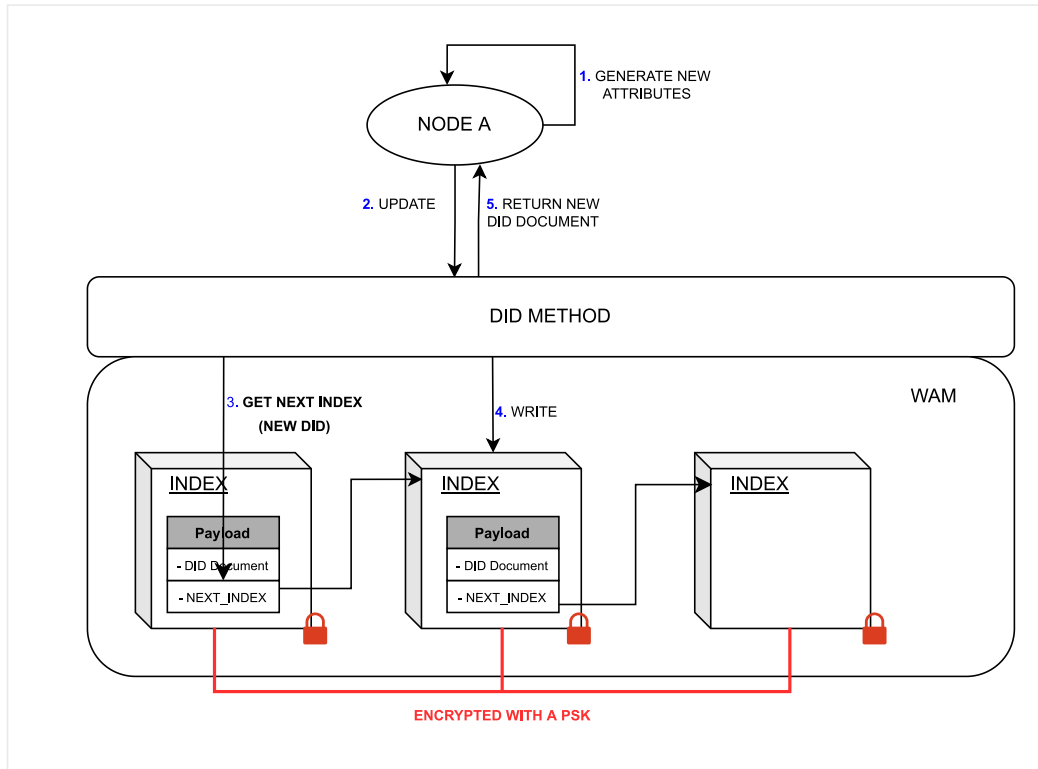 1. GENERATE NEW
ATTRIBUTES
NODE A
2. UPDATE
5. RETURN NEW
DID DOCUMENT
DID METHOD
WAM
3. GET NEXT INDEX
(NEW DID)
4. WRITE
INDEX
Payload
- DID Document
- NEXT_INDEX
INDEX
Payload
- DID Document
- NEXT_INDEX
INDEX
ENCRYPTED WITH A PSK